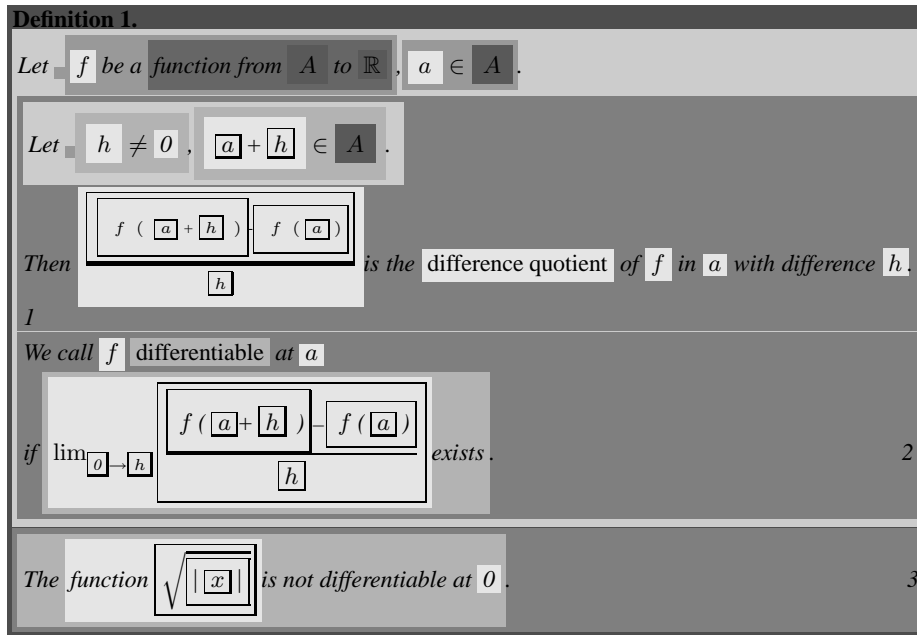 Definition 1.
Let f be a function from A to ℝ , a ∈ A .
Let h ≠ 0 , a + h ∈ A .
f ( a + h ) - f ( a )
Then is the difference quotient of f in a with difference h .
h
1
We call f differentiable at a
f ( a + h ) – f ( a )
if lim 0 → h exists . 2
h
The function √ | x | is not differentiable at 0 . 3